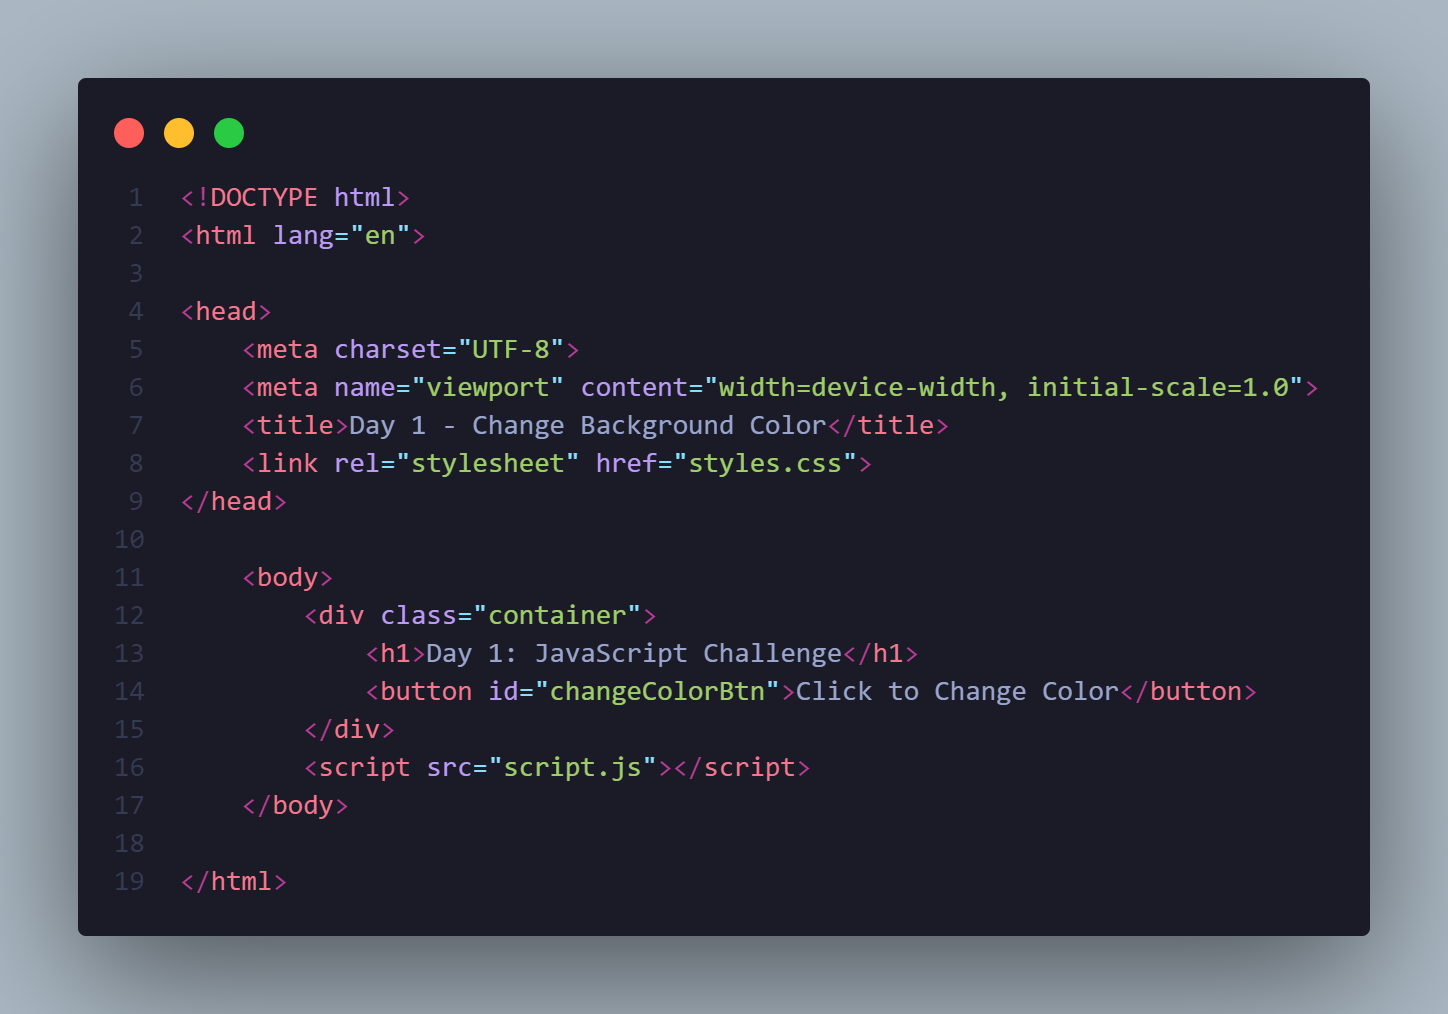 1 <!DOCTYPE html>
2 <html lang="en">
3
4 <head>
5     <meta charset="UTF-8">
6     <meta name="viewport" content="width=device-width, initial-scale=1.0">
7     <title>Day 1 - Change Background Color</title>
8     <link rel="stylesheet" href="styles.css">
9 </head>
10
11     <body>
12         <div class="container">
13             <h1>Day 1: JavaScript Challenge</h1>
14             <button id="changeColorBtn">Click to Change Color</button>
15         </div>
16         <script src="script.js"></script>
17     </body>
18
19 </html>